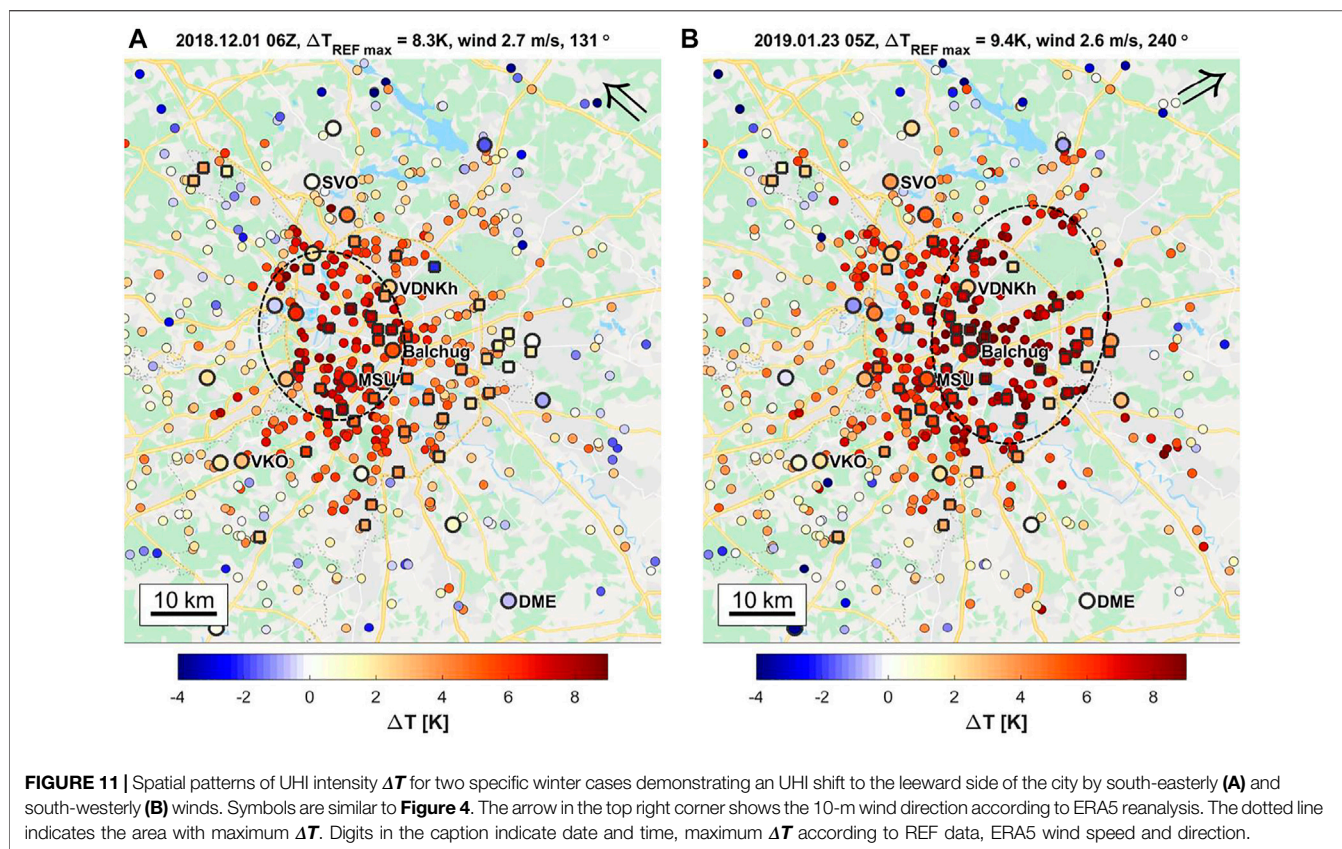 A
2018.12.01 06Z, ΔT REF max = 8.3K, wind 2.7 m/s, 131 °
SVO
VDNKh
Balchug
MSU
VKO
DME
10 km
-4 -2 0 2 4 6 8
ΔT [K]
B
2019.01.23 05Z, ΔT REF max = 9.4K, wind 2.6 m/s, 240 °
SVO
VDNKh
Balchug
MSU
VKO
DME
10 km
-4 -2 0 2 4 6 8
ΔT [K]
FIGURE 11 | Spatial patterns of UHI intensity ΔT for two specific winter cases demonstrating an UHI shift to the leeward side of the city by south-easterly (A) and
south-westerly (B) winds. Symbols are similar to Figure 4. The arrow in the top right corner shows the 10-m wind direction according to ERA5 reanalysis. The dotted line
indicates the area with maximum ΔT. Digits in the caption indicate date and time, maximum ΔT according to REF data, ERA5 wind speed and direction.